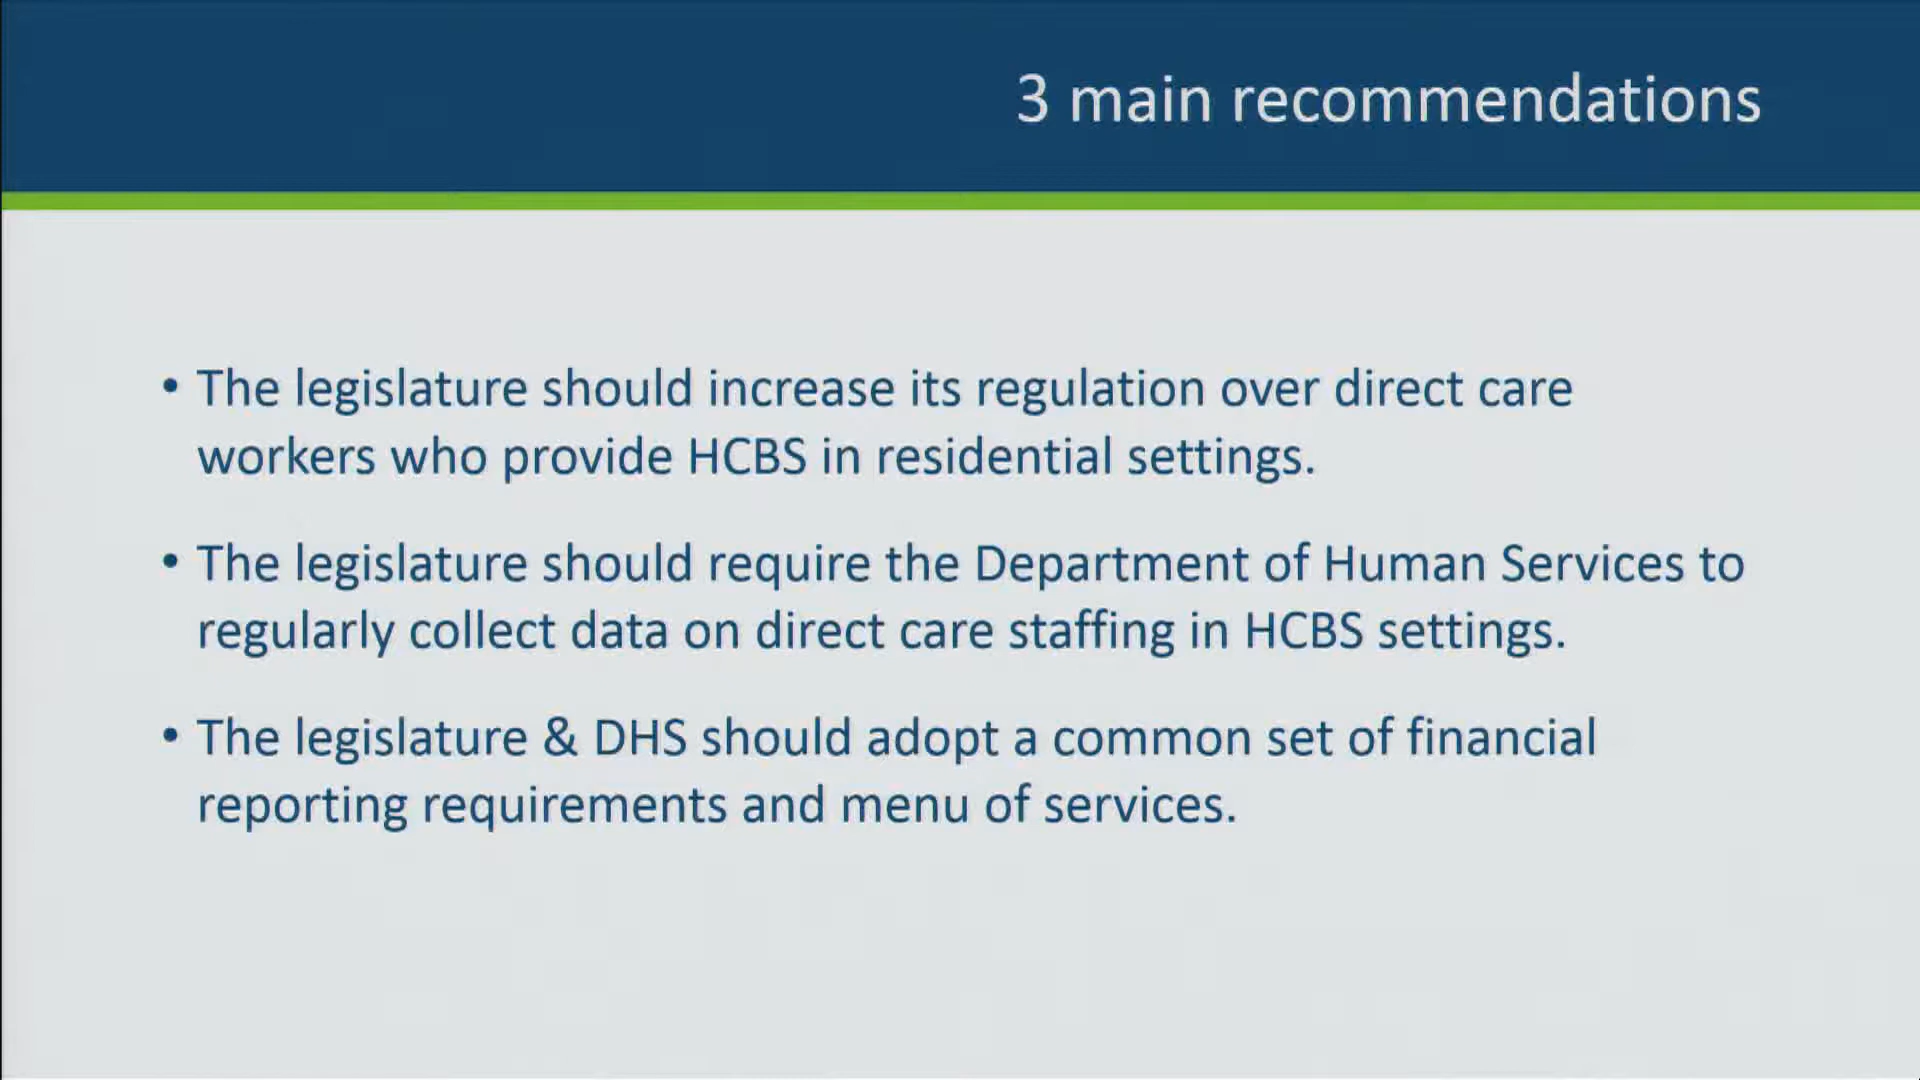 3 main recommendations
• The legislature should increase its regulation over direct care
workers who provide HCBS in residential settings.
• The legislature should require the Department of Human Services to
regularly collect data on direct care staffing in HCBS settings.
• The legislature & DHS should adopt a common set of financial
reporting requirements and menu of services.